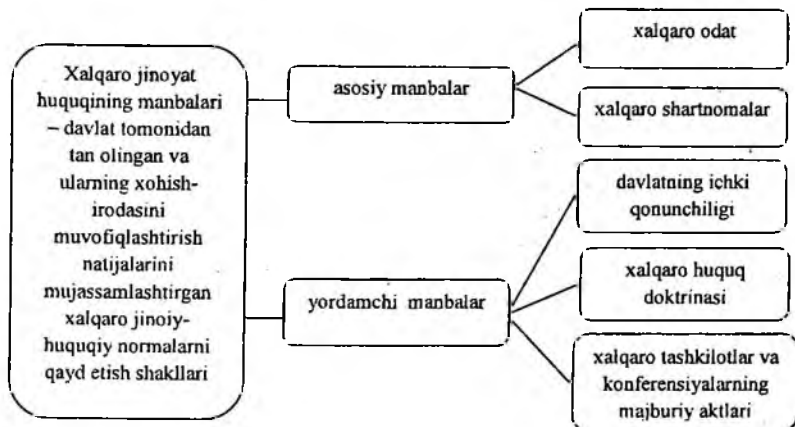 Xalqaro jinoyat
huquqining manbalari
– davlat tomonidan
tan olingan va
ularning xohish-
irodasini
muvofiqlashtirish
natijalarini
mujassamlashtirgan
xalqaro jinoiy-
huquqiy normalarni
qayd etish shakllari
asosiy manbalar
xalqaro odat
xalqaro shartnomalar
yordamchi manbalar
davlatning ichki
qonunchiligi
xalqaro huquq
doktrinasi
xalqaro tashkilotlar va
konferensiyalarning
majburiy aktlari